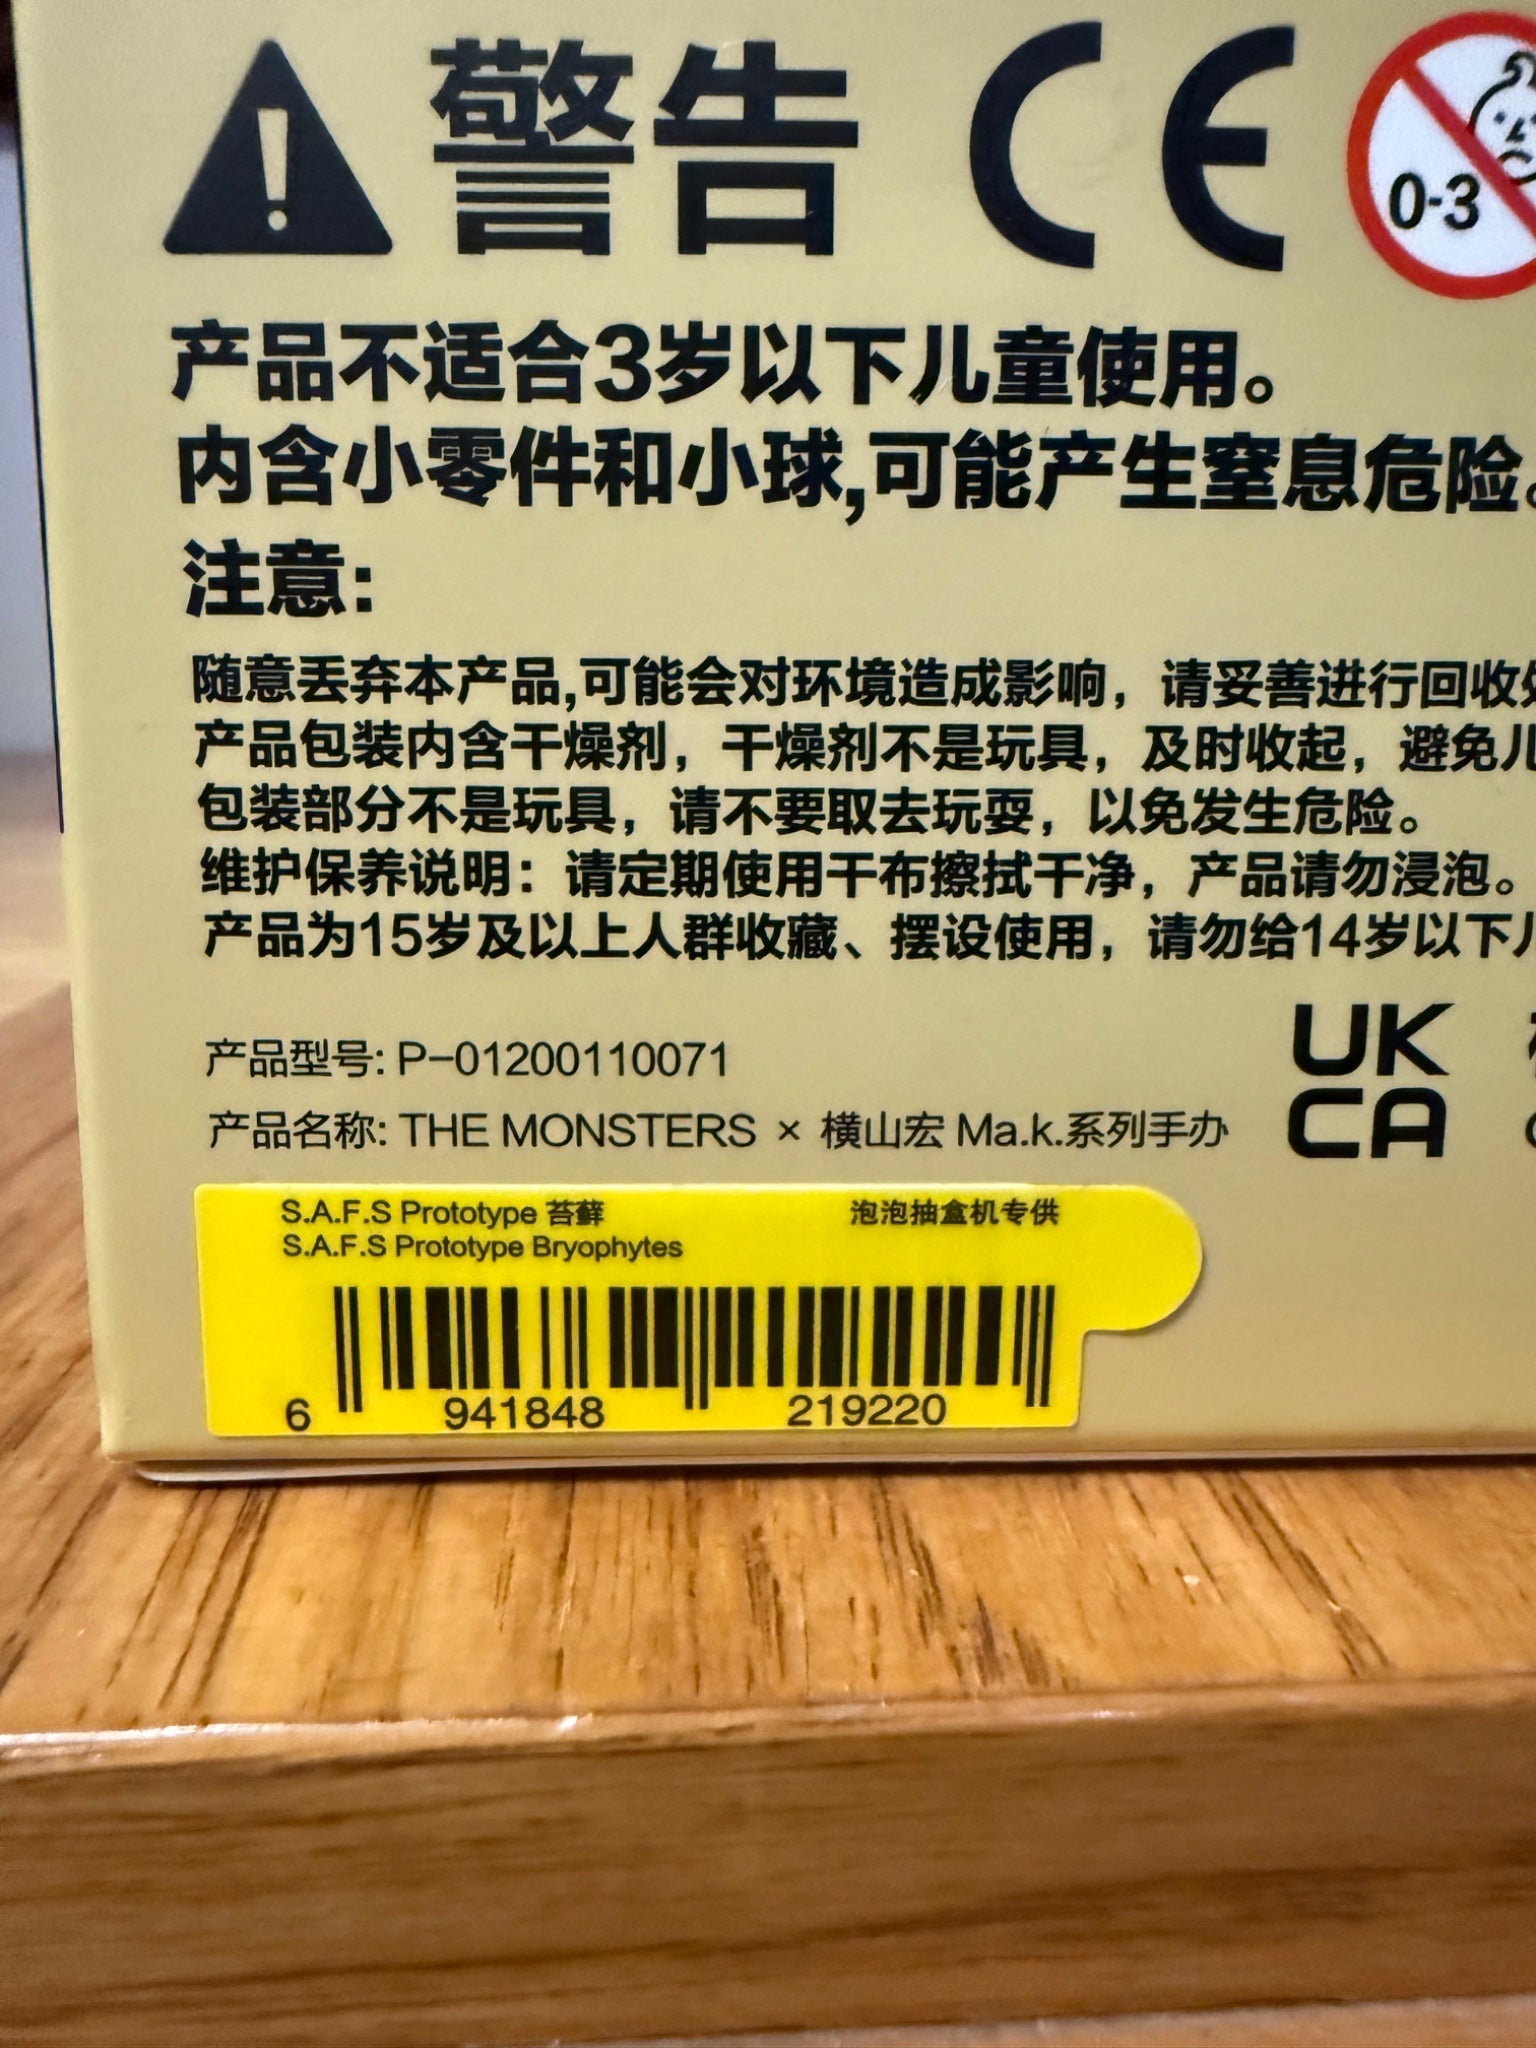 警告 CE 0-3
产品不适合3岁以下儿童使用。
内含小零件和小球,可能产生窒息危险。
注意:
随意丢弃本产品,可能会对环境造成影响，请妥善进行回收
产品包装内含干燥剂，干燥剂不是玩具，及时收起，避免儿
包装部分不是玩具，请不要取去玩耍，以免发生危险。
维护保养说明：请定期使用干布擦拭干净，产品请勿浸泡。
产品为15岁及以上人群收藏、摆设使用，请勿给14岁以下儿
产品型号: P-01200110071
UK
CA
产品名称: THE MONSTERS × 横山宏 Ma.k.系列手办
S.A.F.S Prototype 苔藓 泡泡抽盒机专供
S.A.F.S Prototype Bryophytes
6 941848 219220